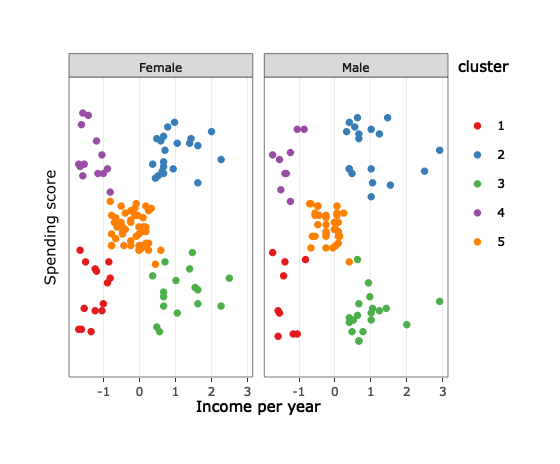 Female
Male
cluster
1
2
3
4
5
Spending score
-1 0 1 2 3
-1 0 1 2 3
Income per year